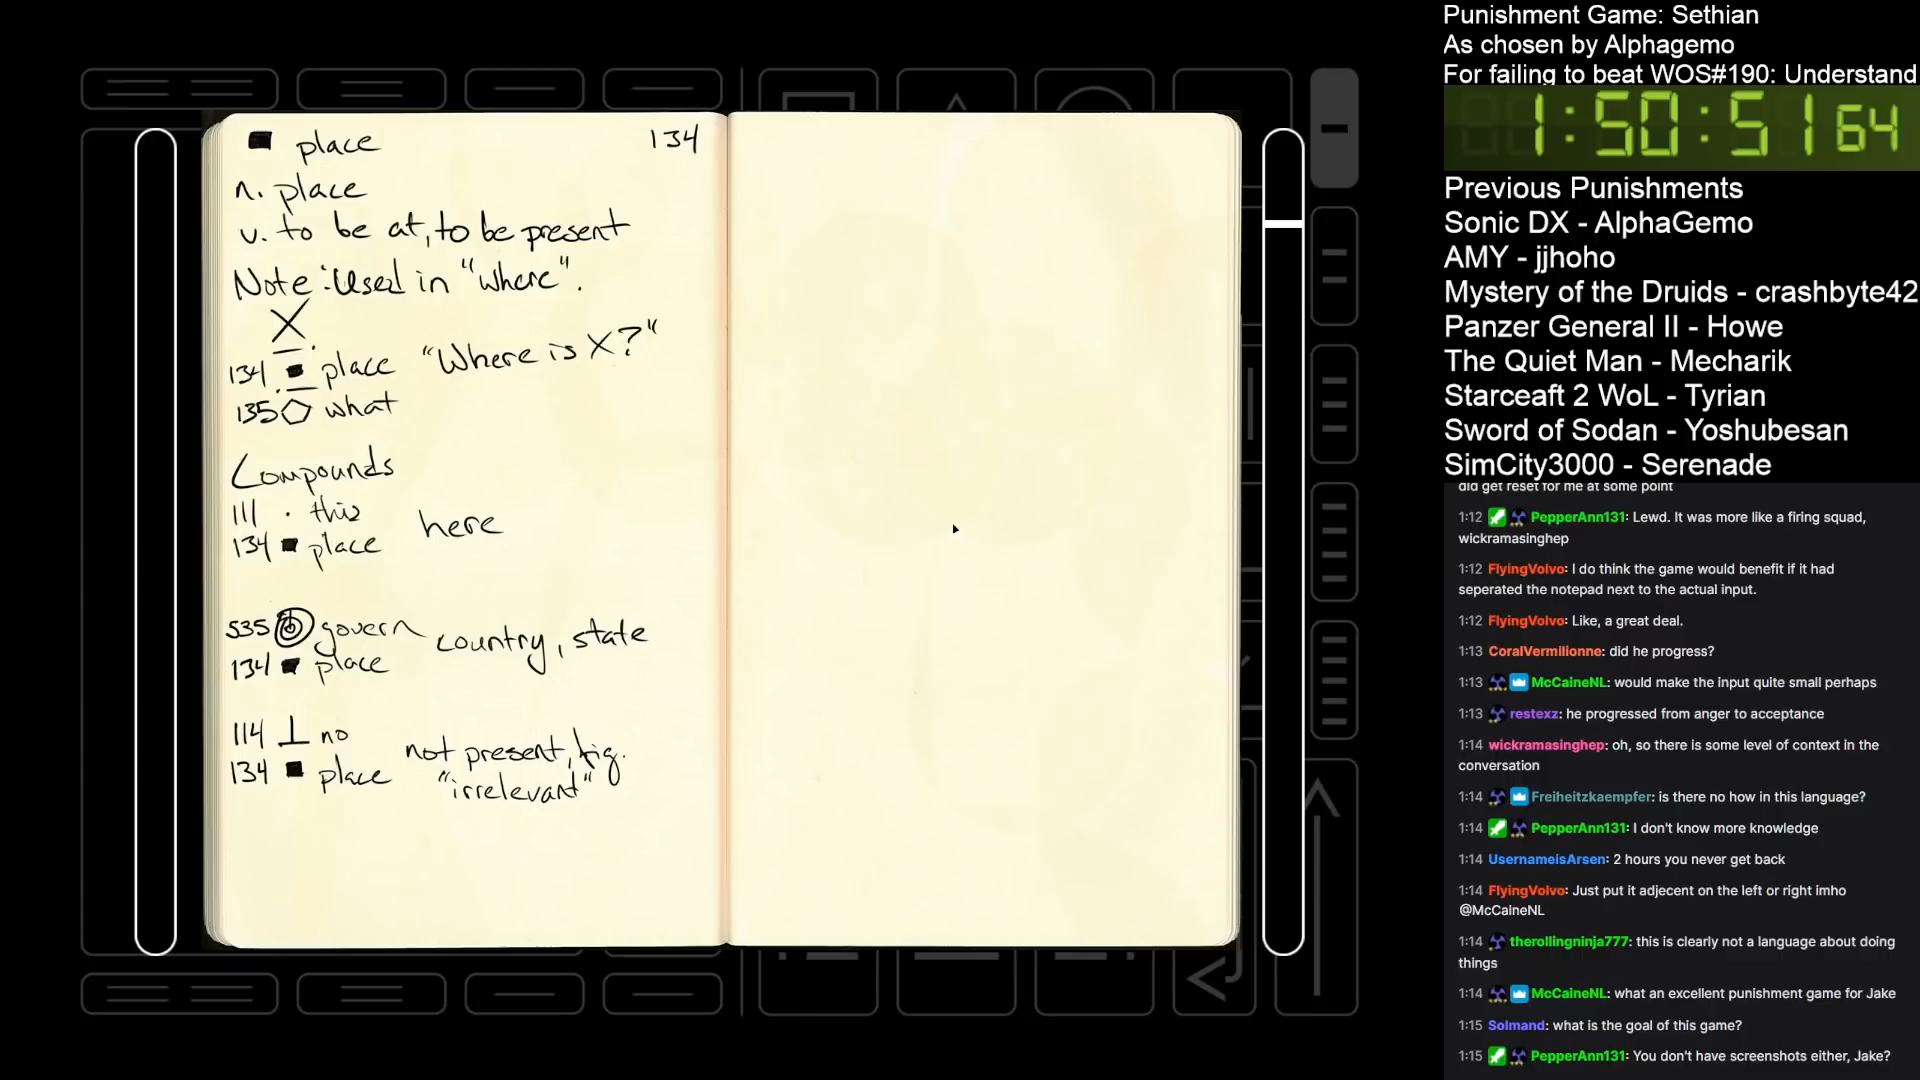 ■ place 134
n. place
v. to be at, to be present
Note: Used in "where".
X
134 ■ place "Where is X?"
135 what
Compounds
111 · this
here
134 ■ place
535 govern
country, state
134 ■ place
114 ⊥ no
not present, fig.
134 ■ place
"irrelevant"
Punishment Game: Sethian
As chosen by Alphagemo
For failing to beat WOS#190: Understand
1:50:51 64
Previous Punishments
Sonic DX - AlphaGemo
AMY - jjhoho
Mystery of the Druids - crashbyte42
Panzer General II - Howe
The Quiet Man - Mecharik
Starceaft 2 WoL - Tyrian
Sword of Sodan - Yoshubesan
SimCity3000 - Serenade
did get reset for me at some point
1:12 PepperAnn131: Lewd. It was more like a firing squad,
wickramasinghep
1:12 FlyingVolvo: I do think the game would benefit if it had
seperated the notepad next to the actual input.
1:12 FlyingVolvo: Like, a great deal.
1:13 CoralVermilionne: did he progress?
1:13 McCaineNL: would make the input quite small perhaps
1:13 restexz: he progressed from anger to acceptance
1:14 wickramasinghep: oh, so there is some level of context in the
conversation
1:14 Freiheitzkaempfer: is there no how in this language?
1:14 PepperAnn131: I don't know more knowledge
1:14 UsernameisArsen: 2 hours you never get back
1:14 FlyingVolvo: Just put it adjecent on the left or right imho
@McCaineNL
1:14 therollingninja777: this is clearly not a language about doing
things
1:14 McCaineNL: what an excellent punishment game for Jake
1:15 Solmand: what is the goal of this game?
1:15 PepperAnn131: You don't have screenshots either, Jake?